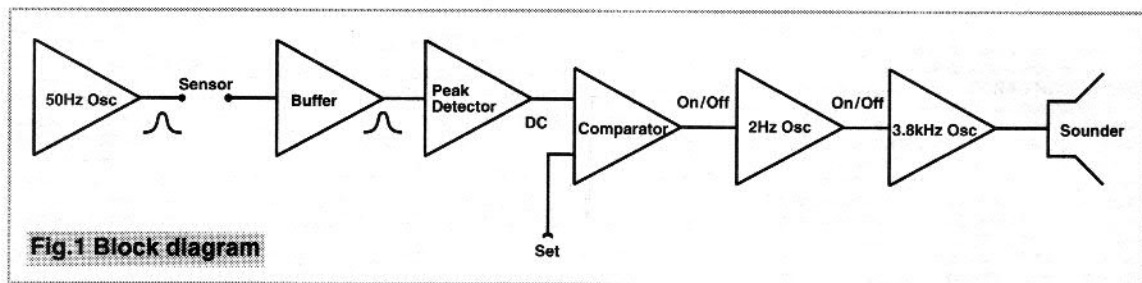 50Hz Osc
Sensor
Buffer
Peak
Detector
DC
Comparator
Set
On/Off
2Hz Osc
On/Off
3.8kHz Osc
Sounder
Fig.1 Block diagram